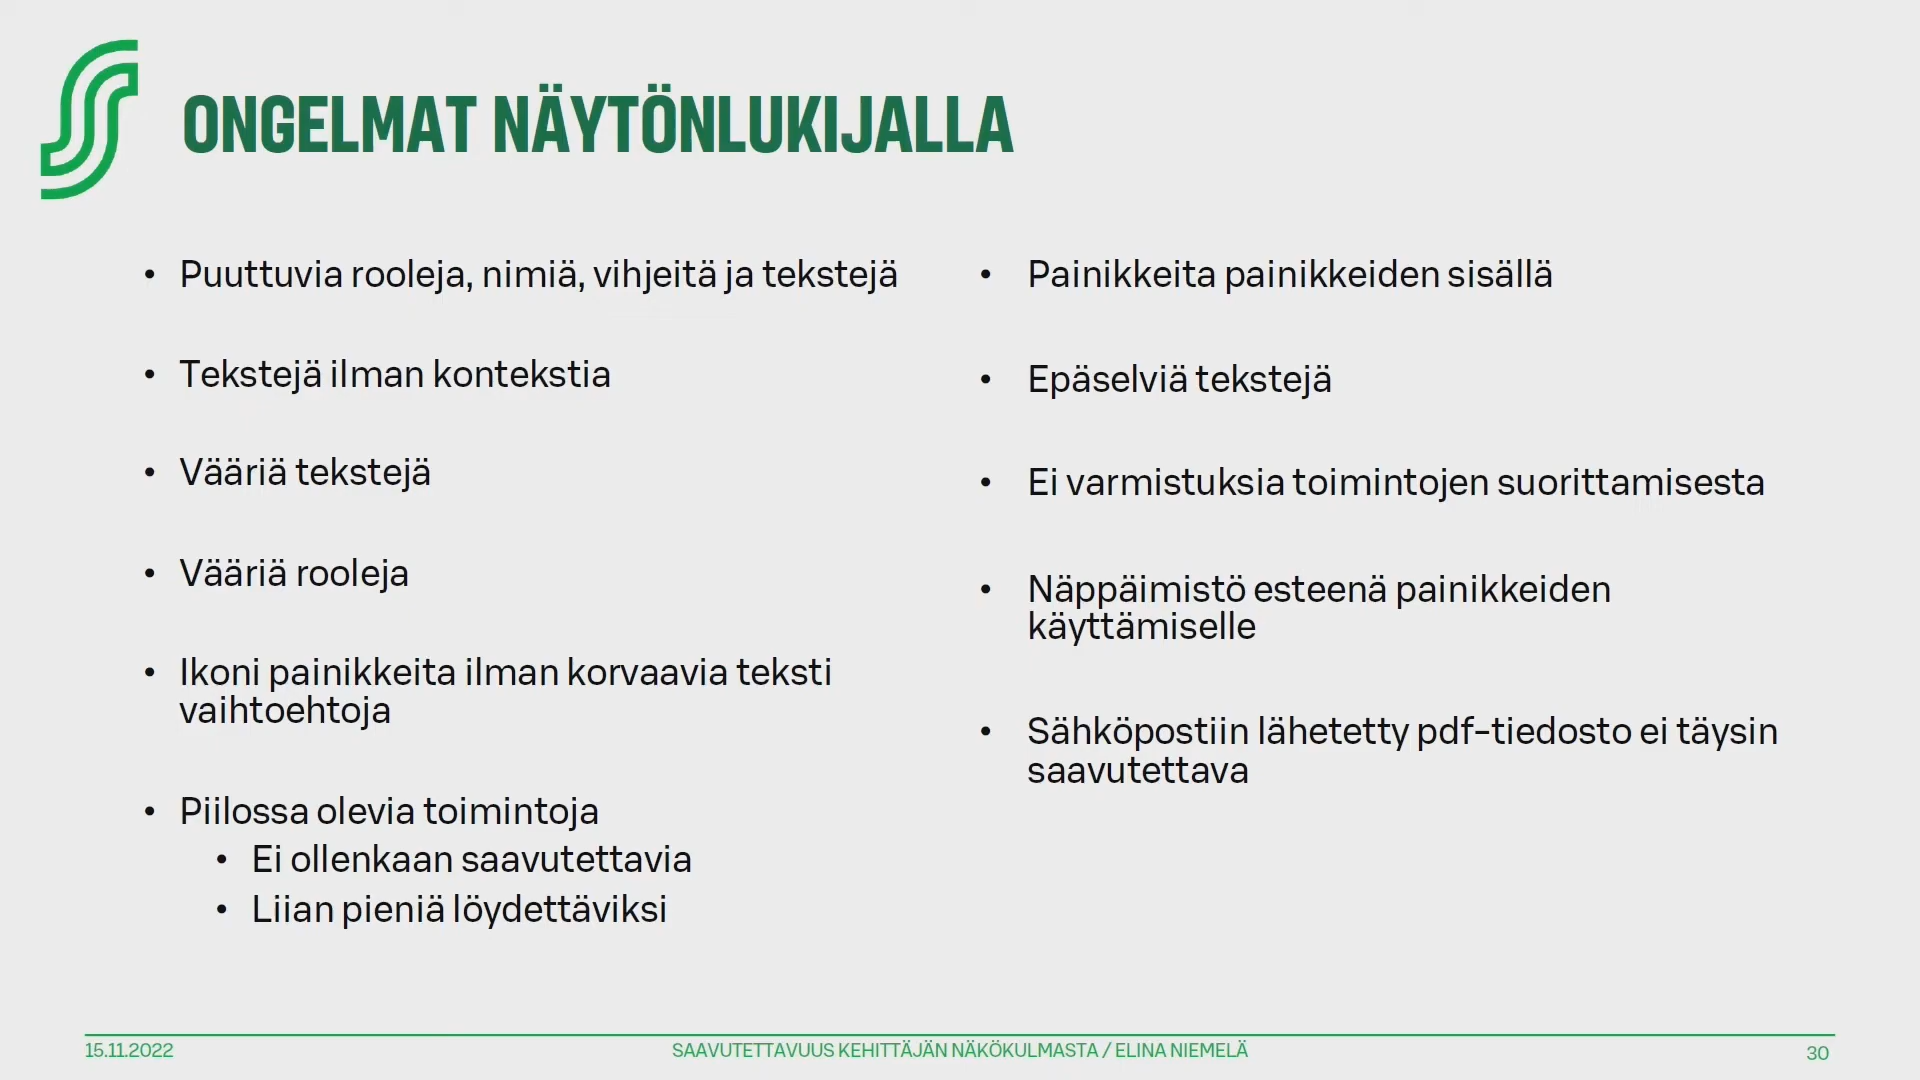 ONGELMAT NÄYTÖNLUKIJALLA
• Puuttuvia rooleja, nimiä, vihjeitä ja tekstejä
• Tekstejä ilman kontekstia
• Vääriä tekstejä
• Vääriä rooleja
• Ikoni painikkeita ilman korvaavia teksti
vaihtoehtoja
• Piilossa olevia toimintoja
• Ei ollenkaan saavutettavia
• Liian pieniä löydettäviksi
• Painikkeita painikkeiden sisällä
• Epäselviä tekstejä
• Ei varmistuksia toimintojen suorittamisesta
• Näppäimistö esteenä painikkeiden
käyttämiselle
• Sähköpostiin lähetetty pdf-tiedosto ei täysin
saavutettava
15.11.2022
SAAVUTETTAVUUS KEHITTÄJÄN NÄKÖKULMASTA / ELINA NIEMELÄ
30